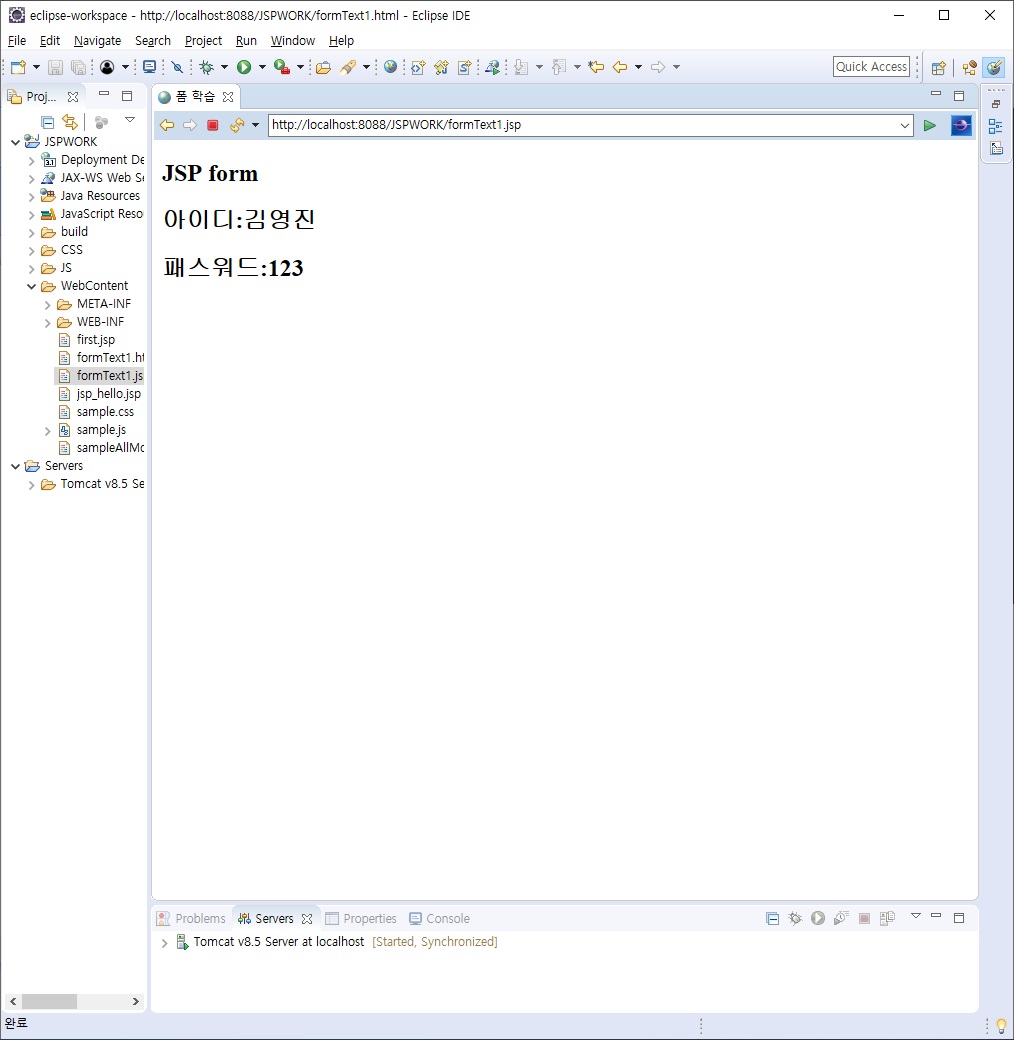 eclipse-workspace - http://localhost:8088/JSPWORK/formText1.html - Eclipse IDE
File Edit Navigate Search Project Run Window Help
Quick Access
Proj...
폼 학습
http://localhost:8088/JSPWORK/formText1.jsp
JSPWORK
Deployment De
JAX-WS Web Se
Java Resources
JavaScript Reso
build
CSS
JS
WebContent
META-INF
WEB-INF
first.jsp
formText1.ht
formText1.js
jsp_hello.jsp
sample.css
sample.js
sampleAllMo
Servers
Tomcat v8.5 Se
JSP form
아이디:김영진
패스워드:123
Problems Servers Properties Console
Tomcat v8.5 Server at localhost [Started, Synchronized]
완료